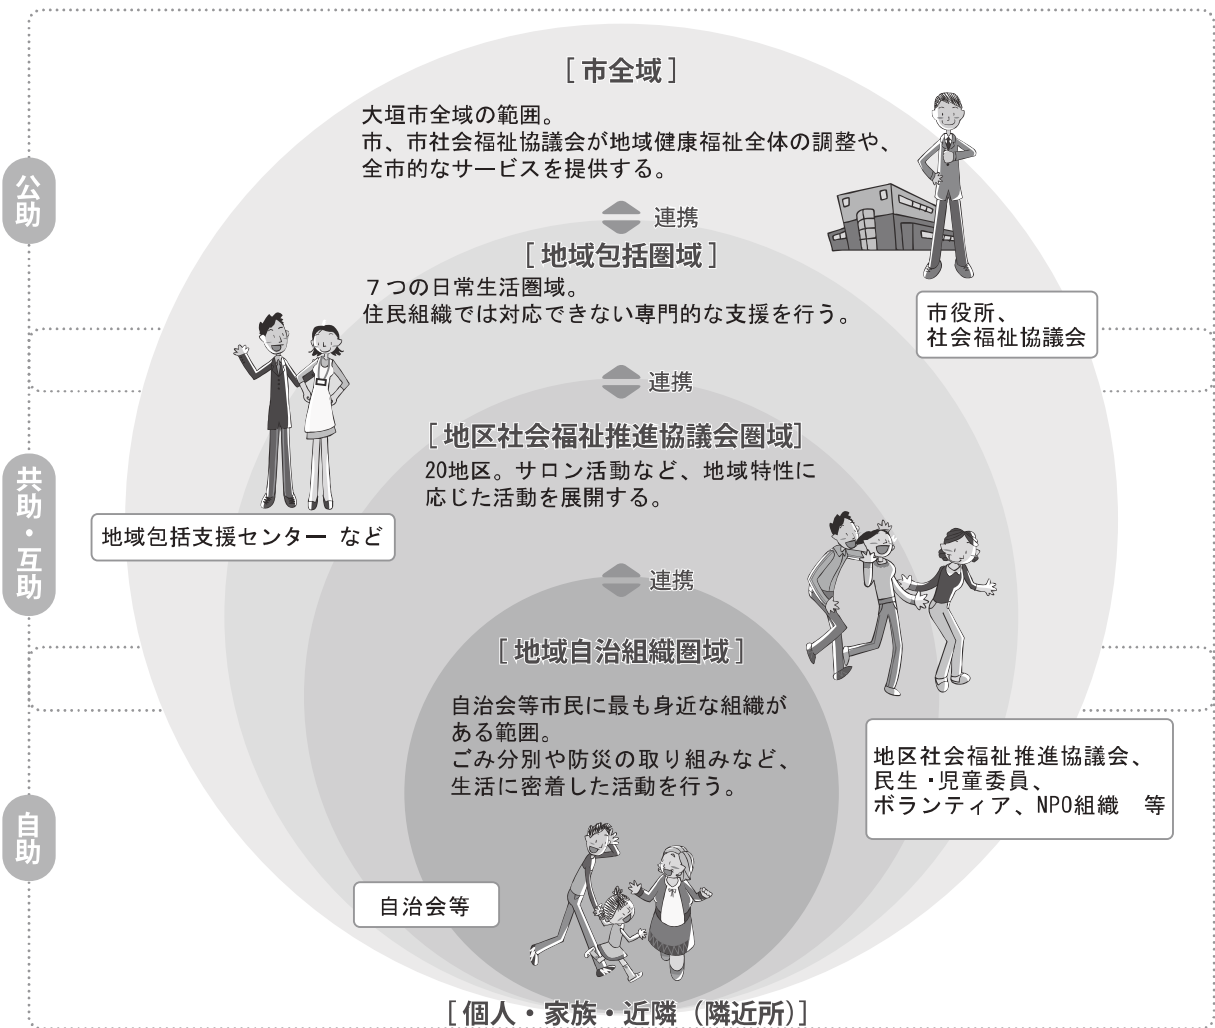 [ 市全域 ]
大垣市全域の範囲。
市、市社会福祉協議会が地域健康福祉全体の調整や、
全市的なサービスを提供する。
公助
連携
[ 地域包括圏域 ]
７つの日常生活圏域。
住民組織では対応できない専門的な支援を行う。
市役所、
社会福祉協議会
連携
[ 地区社会福祉推進協議会圏域]
20地区。サロン活動など、地域特性に
応じた活動を展開する。
共助・互助
地域包括支援センター など
連携
[ 地域自治組織圏域 ]
自治会等市民に最も身近な組織が
ある範囲。
ごみ分別や防災の取り組みなど、
生活に密着した活動を行う。
地区社会福祉推進協議会、
民生・児童委員、
ボランティア、NPO組織　等
自助
自治会等
[ 個人・家族・近隣（隣近所)]